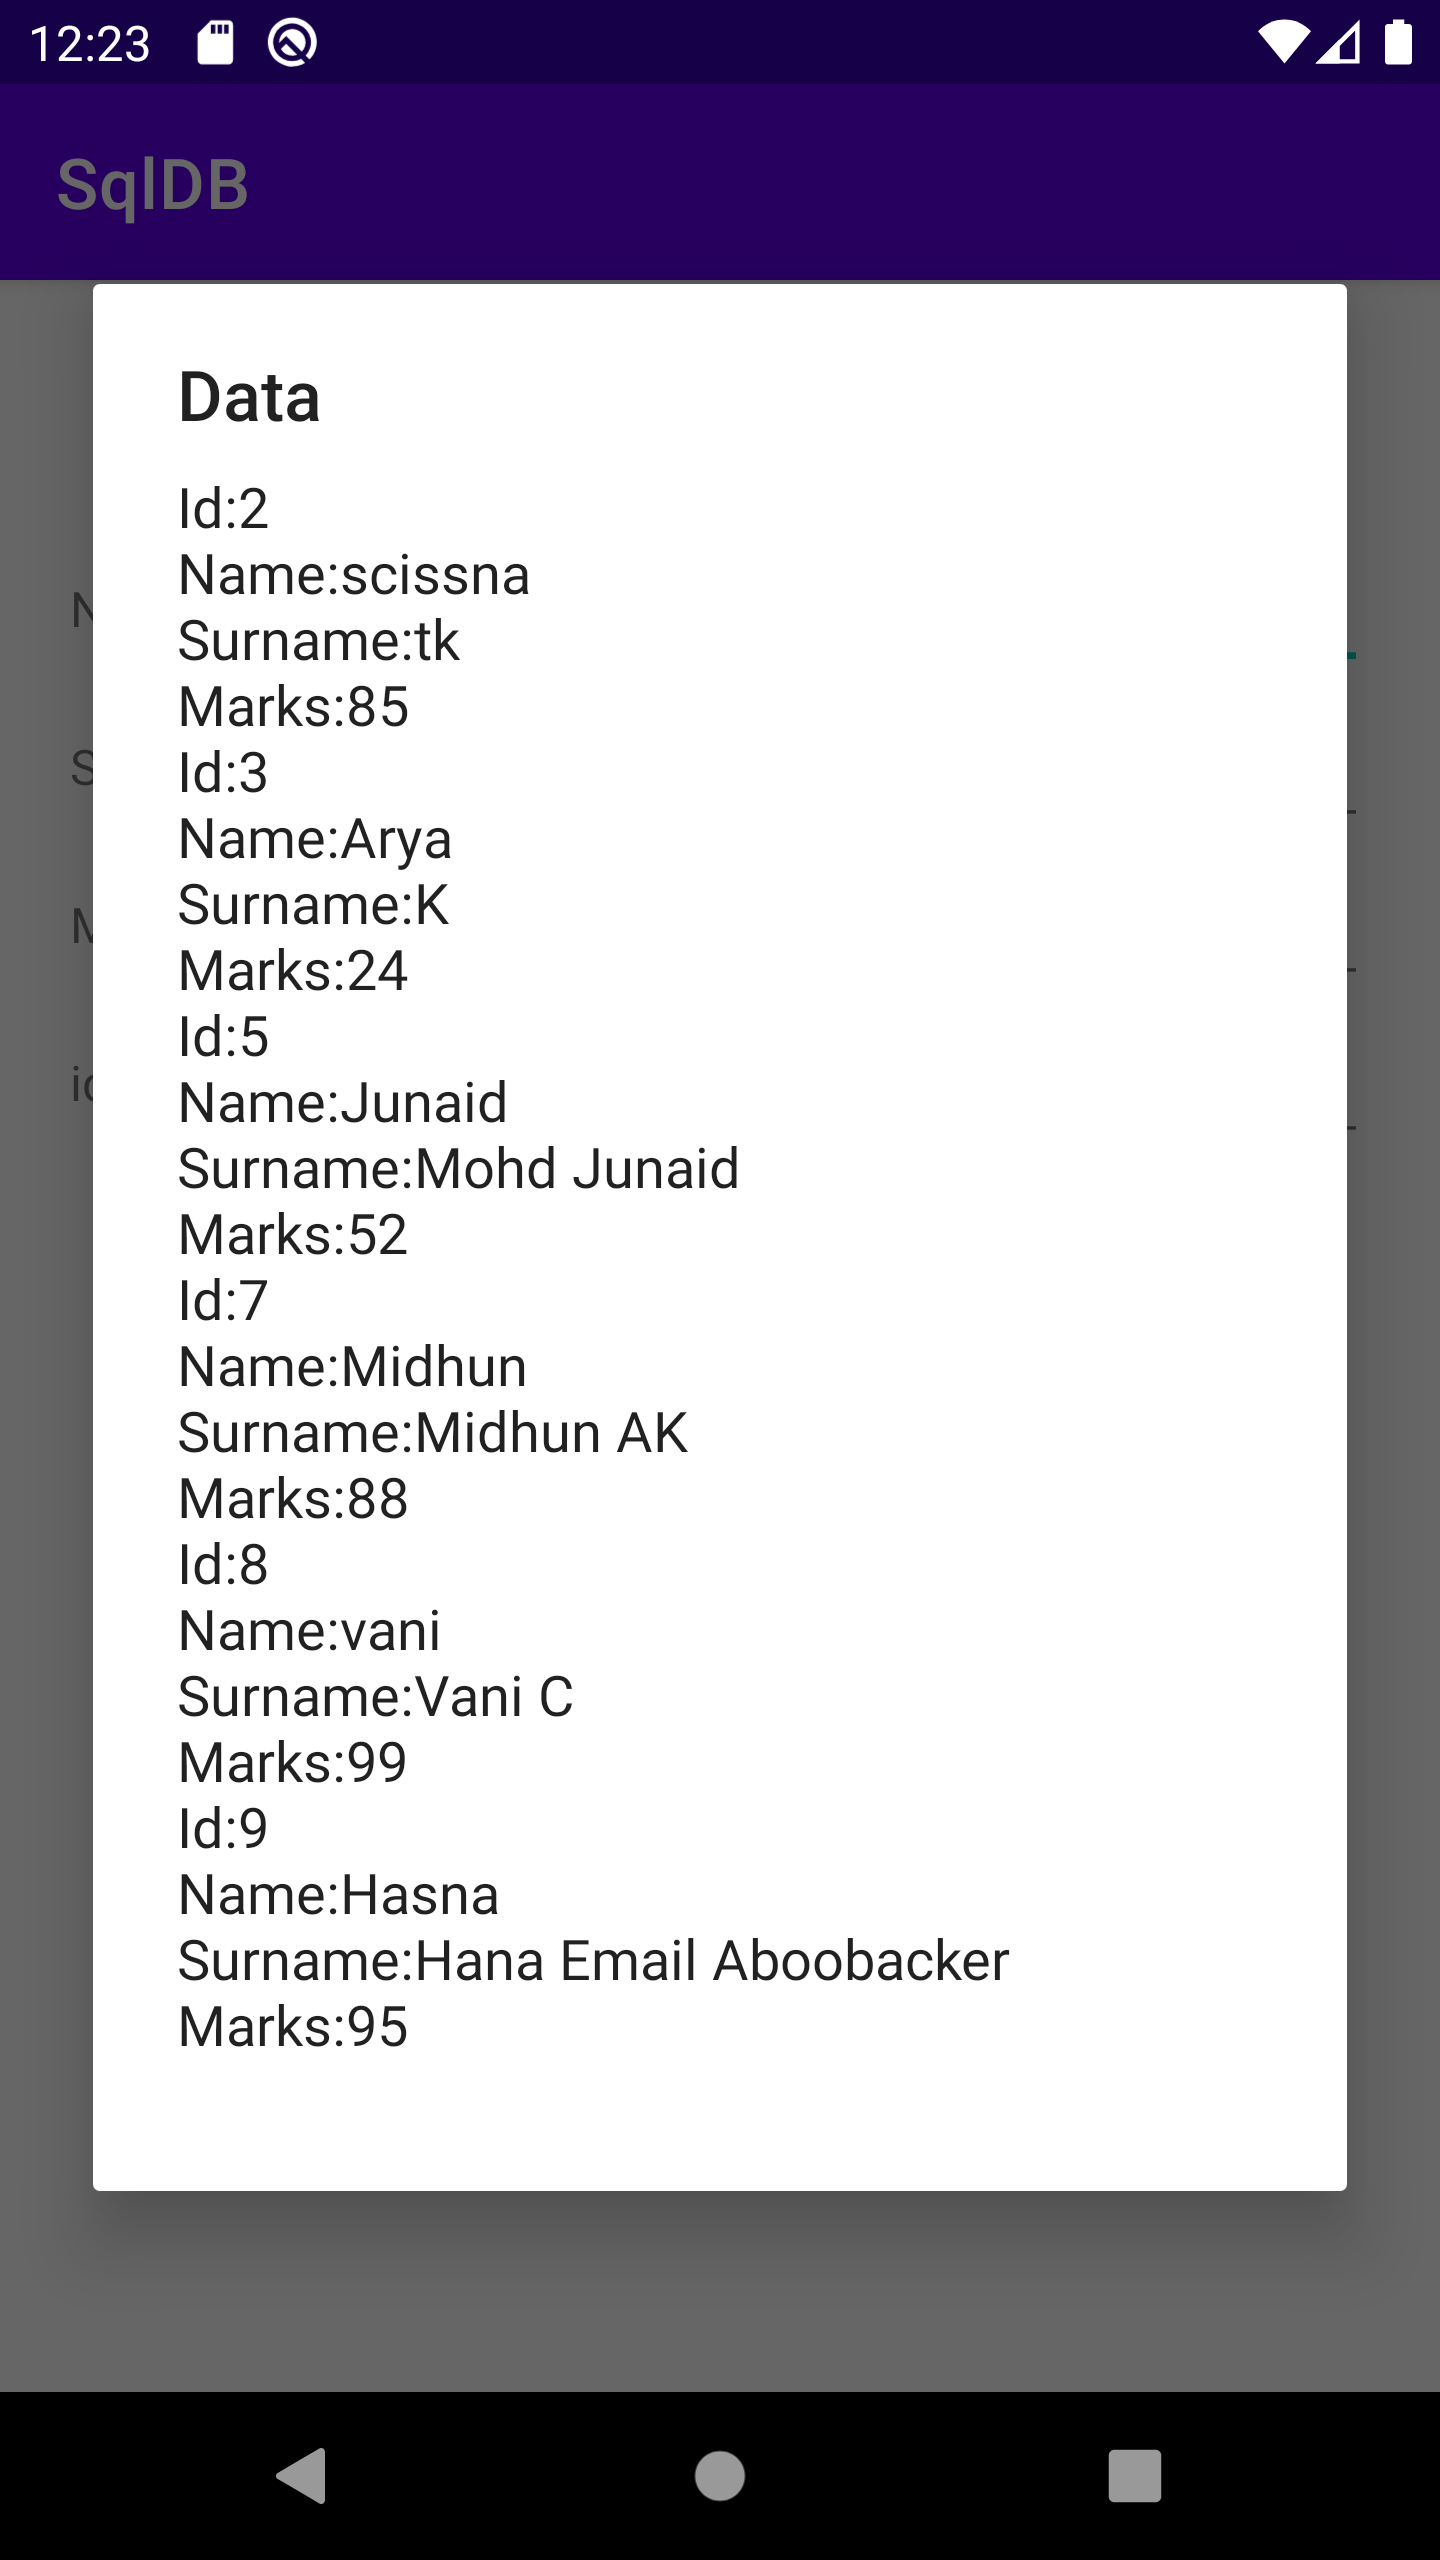 12:23
SqlDB
Data
Id:2
Name:scissna
Surname:tk
Marks:85
Id:3
Name:Arya
Surname:K
Marks:24
Id:5
Name:Junaid
Surname:Mohd Junaid
Marks:52
Id:7
Name:Midhun
Surname:Midhun AK
Marks:88
Id:8
Name:vani
Surname:Vani C
Marks:99
Id:9
Name:Hasna
Surname:Hana Email Aboobacker
Marks:95